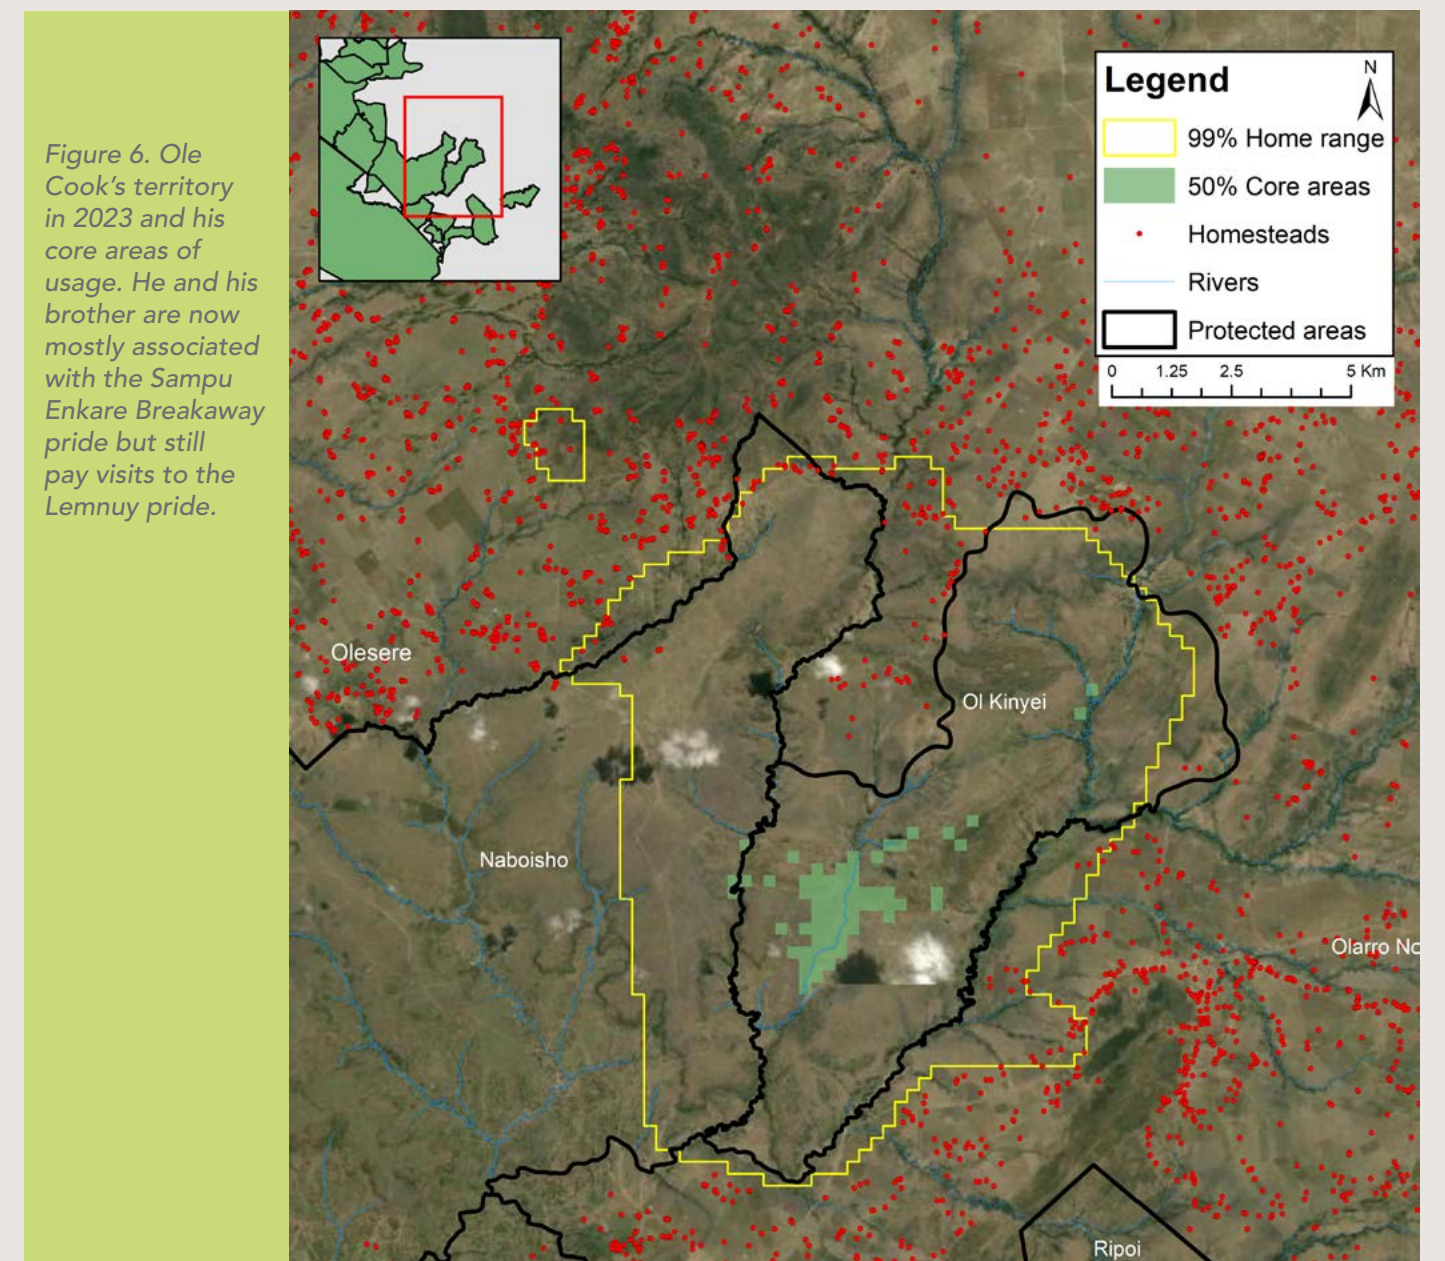 Figure 6. Ole
Cook's territory
in 2023 and his
core areas of
usage. He and his
brother are now
mostly associated
with the Sampu
Enkare Breakaway
pride but still
pay visits to the
Lemnuy pride.
Legend
N
99% Home range
50% Core areas
Homesteads
Rivers
Protected areas
0 1.25 2.5 5 Km
Olesere
Ol Kinyei
Naboisho
Olarro No
Ripoi